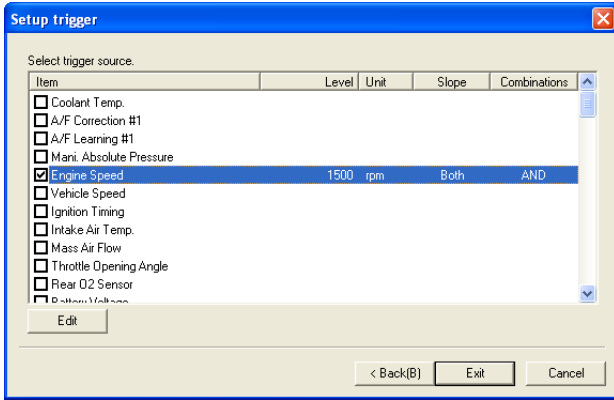 Setup trigger
Select trigger source.
Item Level Unit Slope Combinations
Coolant Temp.
A/F Correction #1
A/F Learning #1
Mani. Absolute Pressure
Engine Speed 1500 rpm Both AND
Vehicle Speed
Ignition Timing
Intake Air Temp.
Mass Air Flow
Throttle Opening Angle
Rear O2 Sensor
Battery Voltage
Edit
< Back(B) Exit Cancel